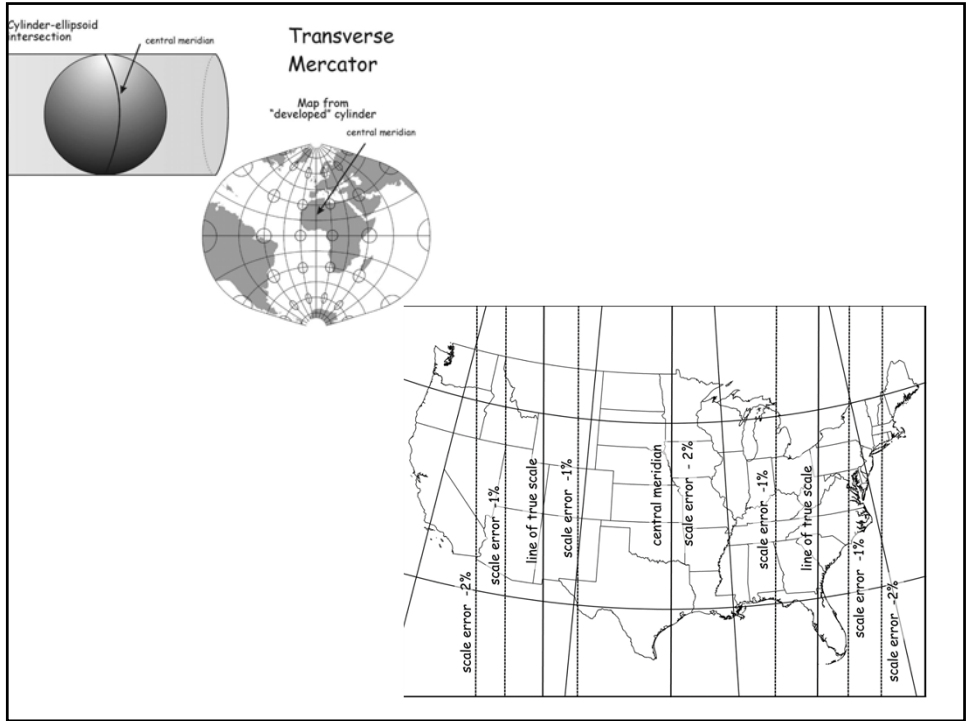 Cylinder-ellipsoid
intersection
central meridian
Transverse
Mercator
Map from
"developed" cylinder
central meridian
scale error -2%
scale error -1%
line of true scale
scale error -1%
central meridian
scale error - 2%
scale error -1%
line of true scale
scale error -1%
scale error -2%